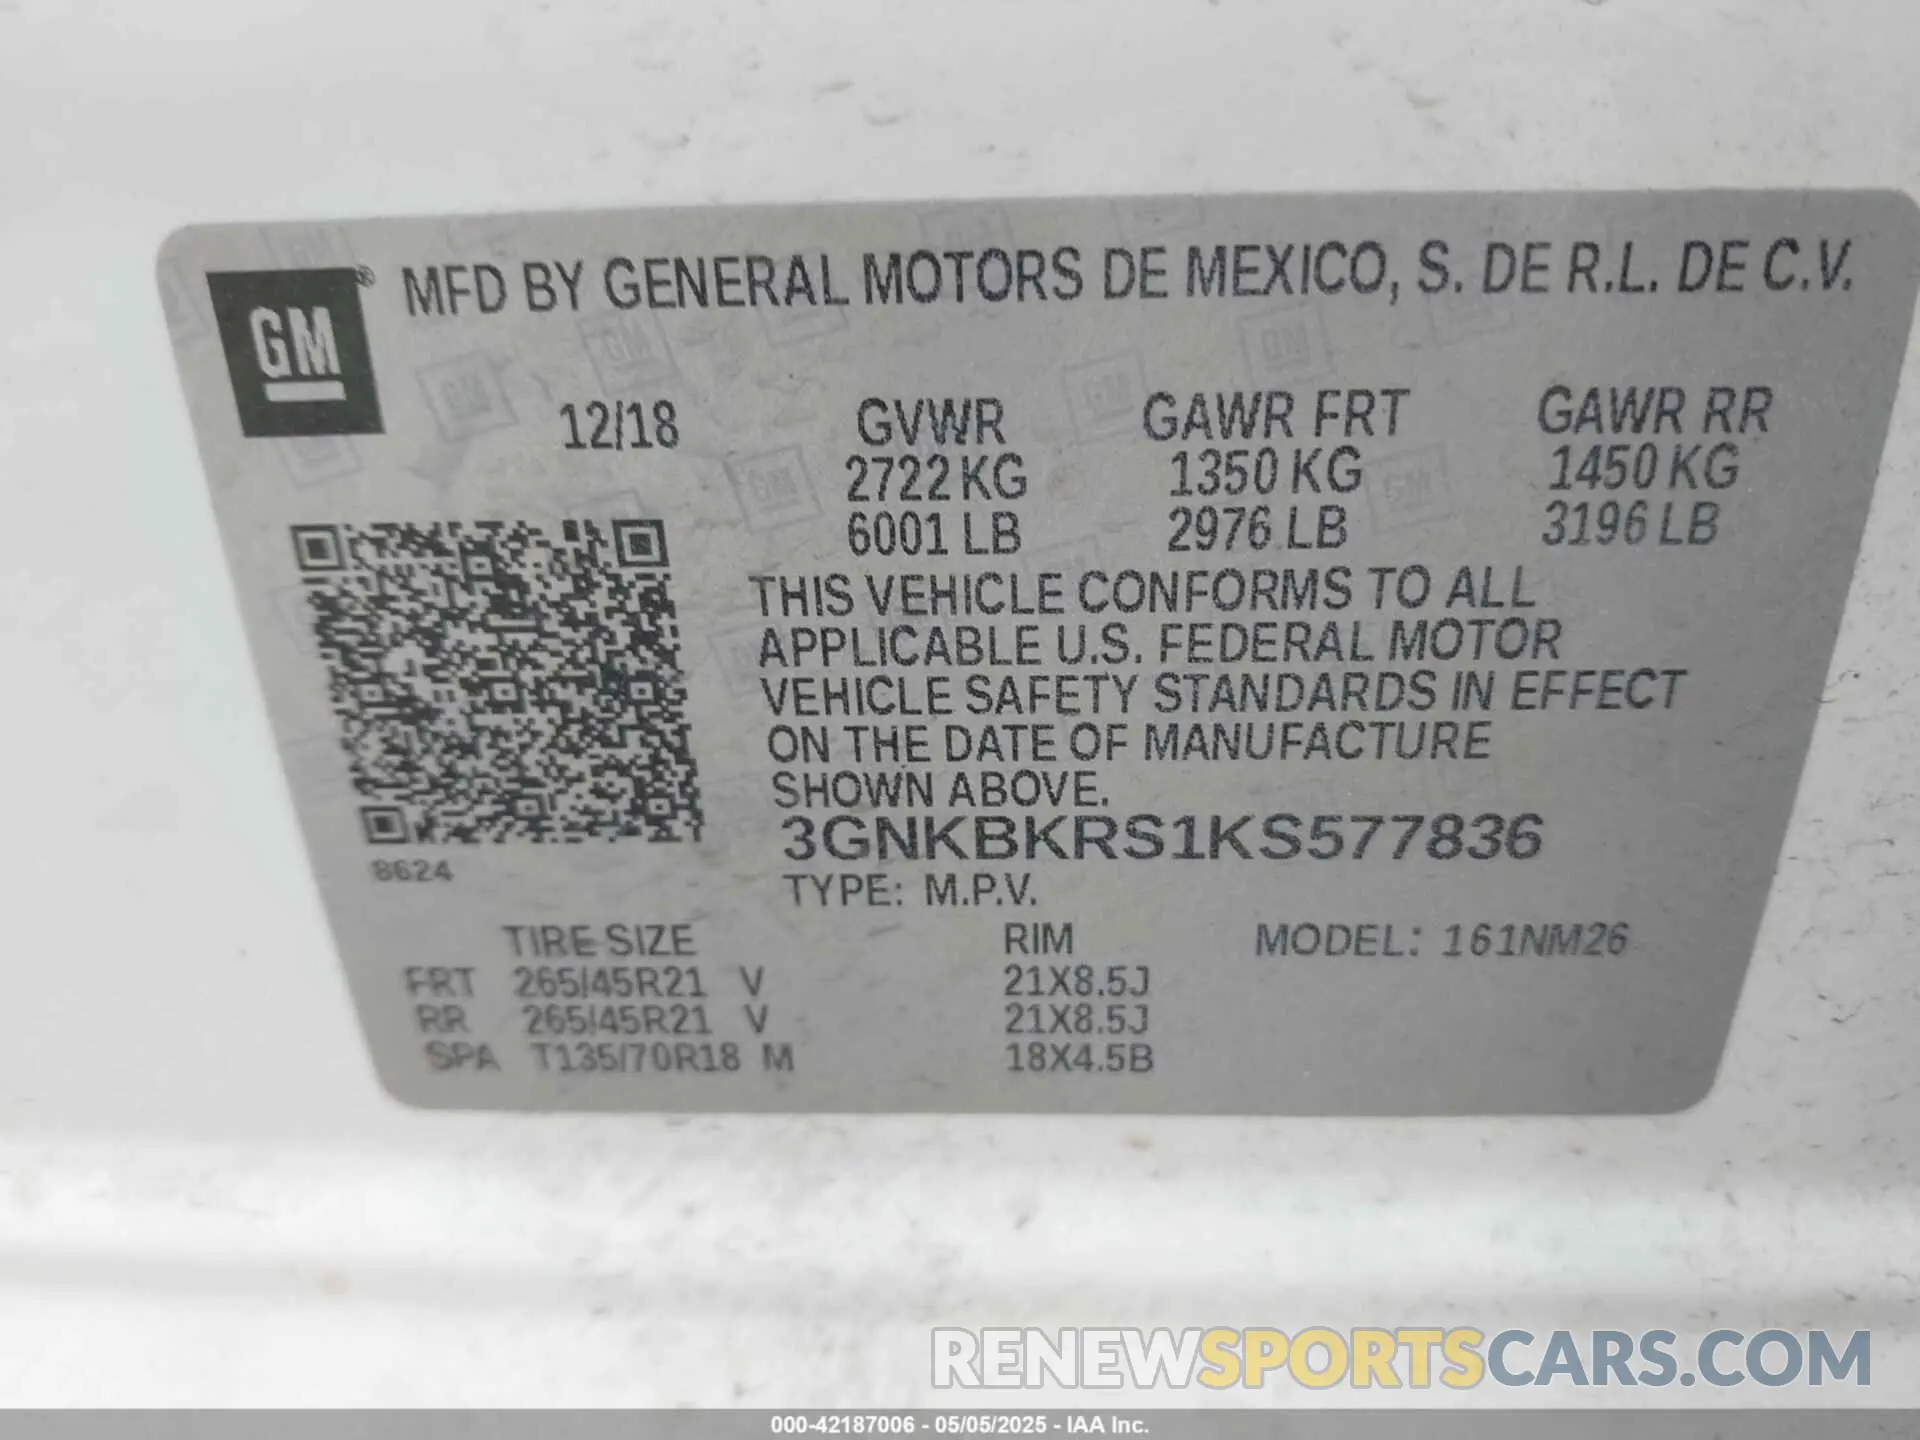 GM ® MFD BY GENERAL MOTORS DE MEXICO, S. DE R.L. DE C.V.
12/18 GVWR GAWR FRT GAWR RR
2722 KG 1350 KG 1450 KG
6001 LB 2976 LB 3196 LB
THIS VEHICLE CONFORMS TO ALL
APPLICABLE U.S. FEDERAL MOTOR
VEHICLE SAFETY STANDARDS IN EFFECT
ON THE DATE OF MANUFACTURE
SHOWN ABOVE.
3GNKBKRS1KS577836
8624
TYPE: M.P.V.
TIRE SIZE RIM MODEL: 161NM26
FRT 265/45R21 V 21X8.5J
RR 265/45R21 V 21X8.5J
SPA T135/70R18 M 18X4.5B
RENEWSPORTSCARS.COM
000-42187006 - 05/05/2025 - IAA Inc.